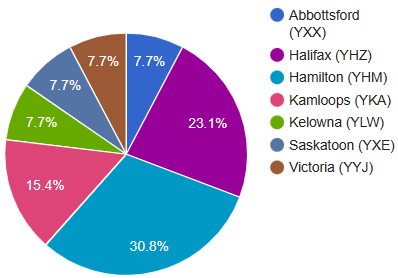 7.7%
7.7%
7.7%
23.1%
7.7%
15.4%
30.8%
Abbottsford
(YXX)
Halifax (YHZ)
Hamilton (YHM)
Kamloops (YKA)
Kelowna (YLW)
Saskatoon (YXE)
Victoria (YYJ)